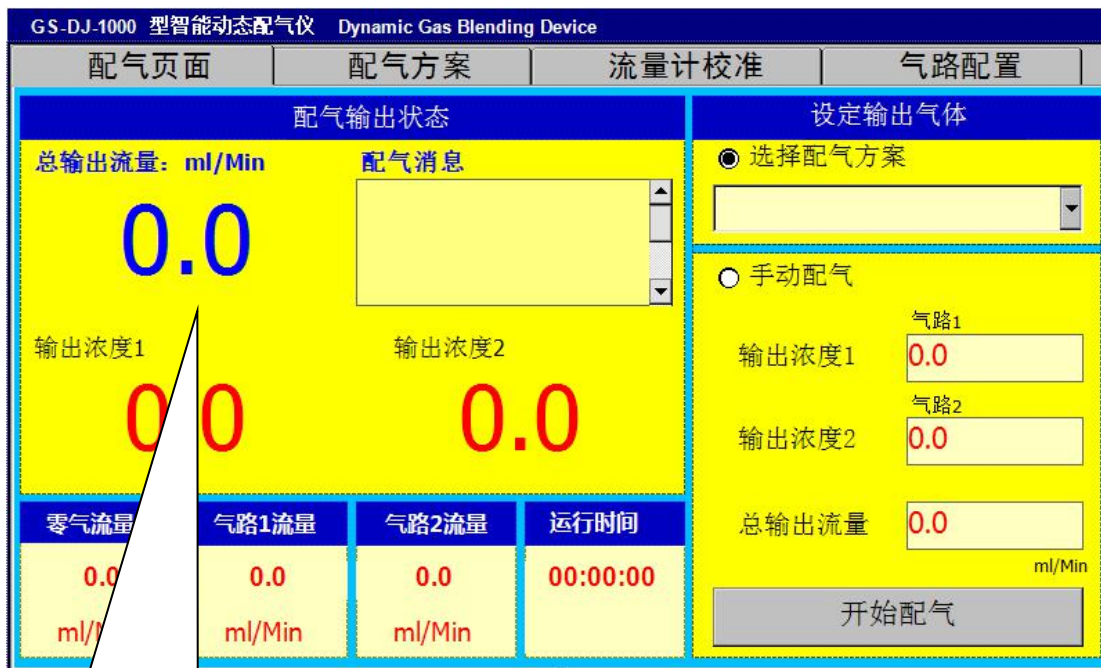 GS-DJ-1000 型智能动态配气仪 Dynamic Gas Blending Device
配气页面 配气方案 流量计校准 气路配置
配气输出状态
总输出流量：ml/Min 配气消息
0.0
输出浓度1 输出浓度2
0.0 0.0
零气流量 气路1流量 气路2流量 运行时间
0.0 0.0 0.0 00:00:00
ml/Min ml/Min
设定输出气体
选择配气方案
手动配气
气路1
输出浓度1 0.0
气路2
输出浓度2 0.0
总输出流量 0.0
ml/Min
开始配气